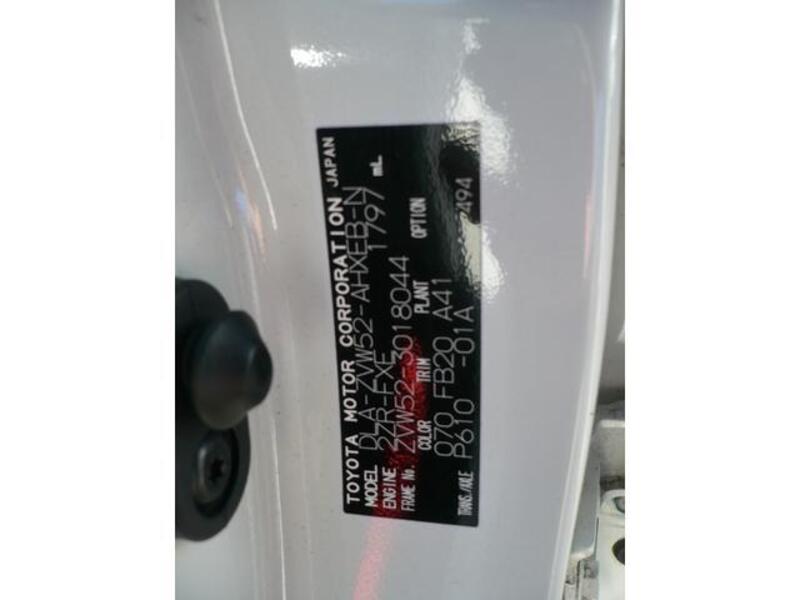 TOYOTA MOTOR CORPORATION JAPAN
MODEL DLA-ZVW52-AHXEB-N
ENGINE 2ZR-FXE 1797 mL
FRAME No. ZVW52-3018044
COLOR TRIM PLANT OPTION
070 FB20 A41 494
TRANS./AXLE P610 -01A